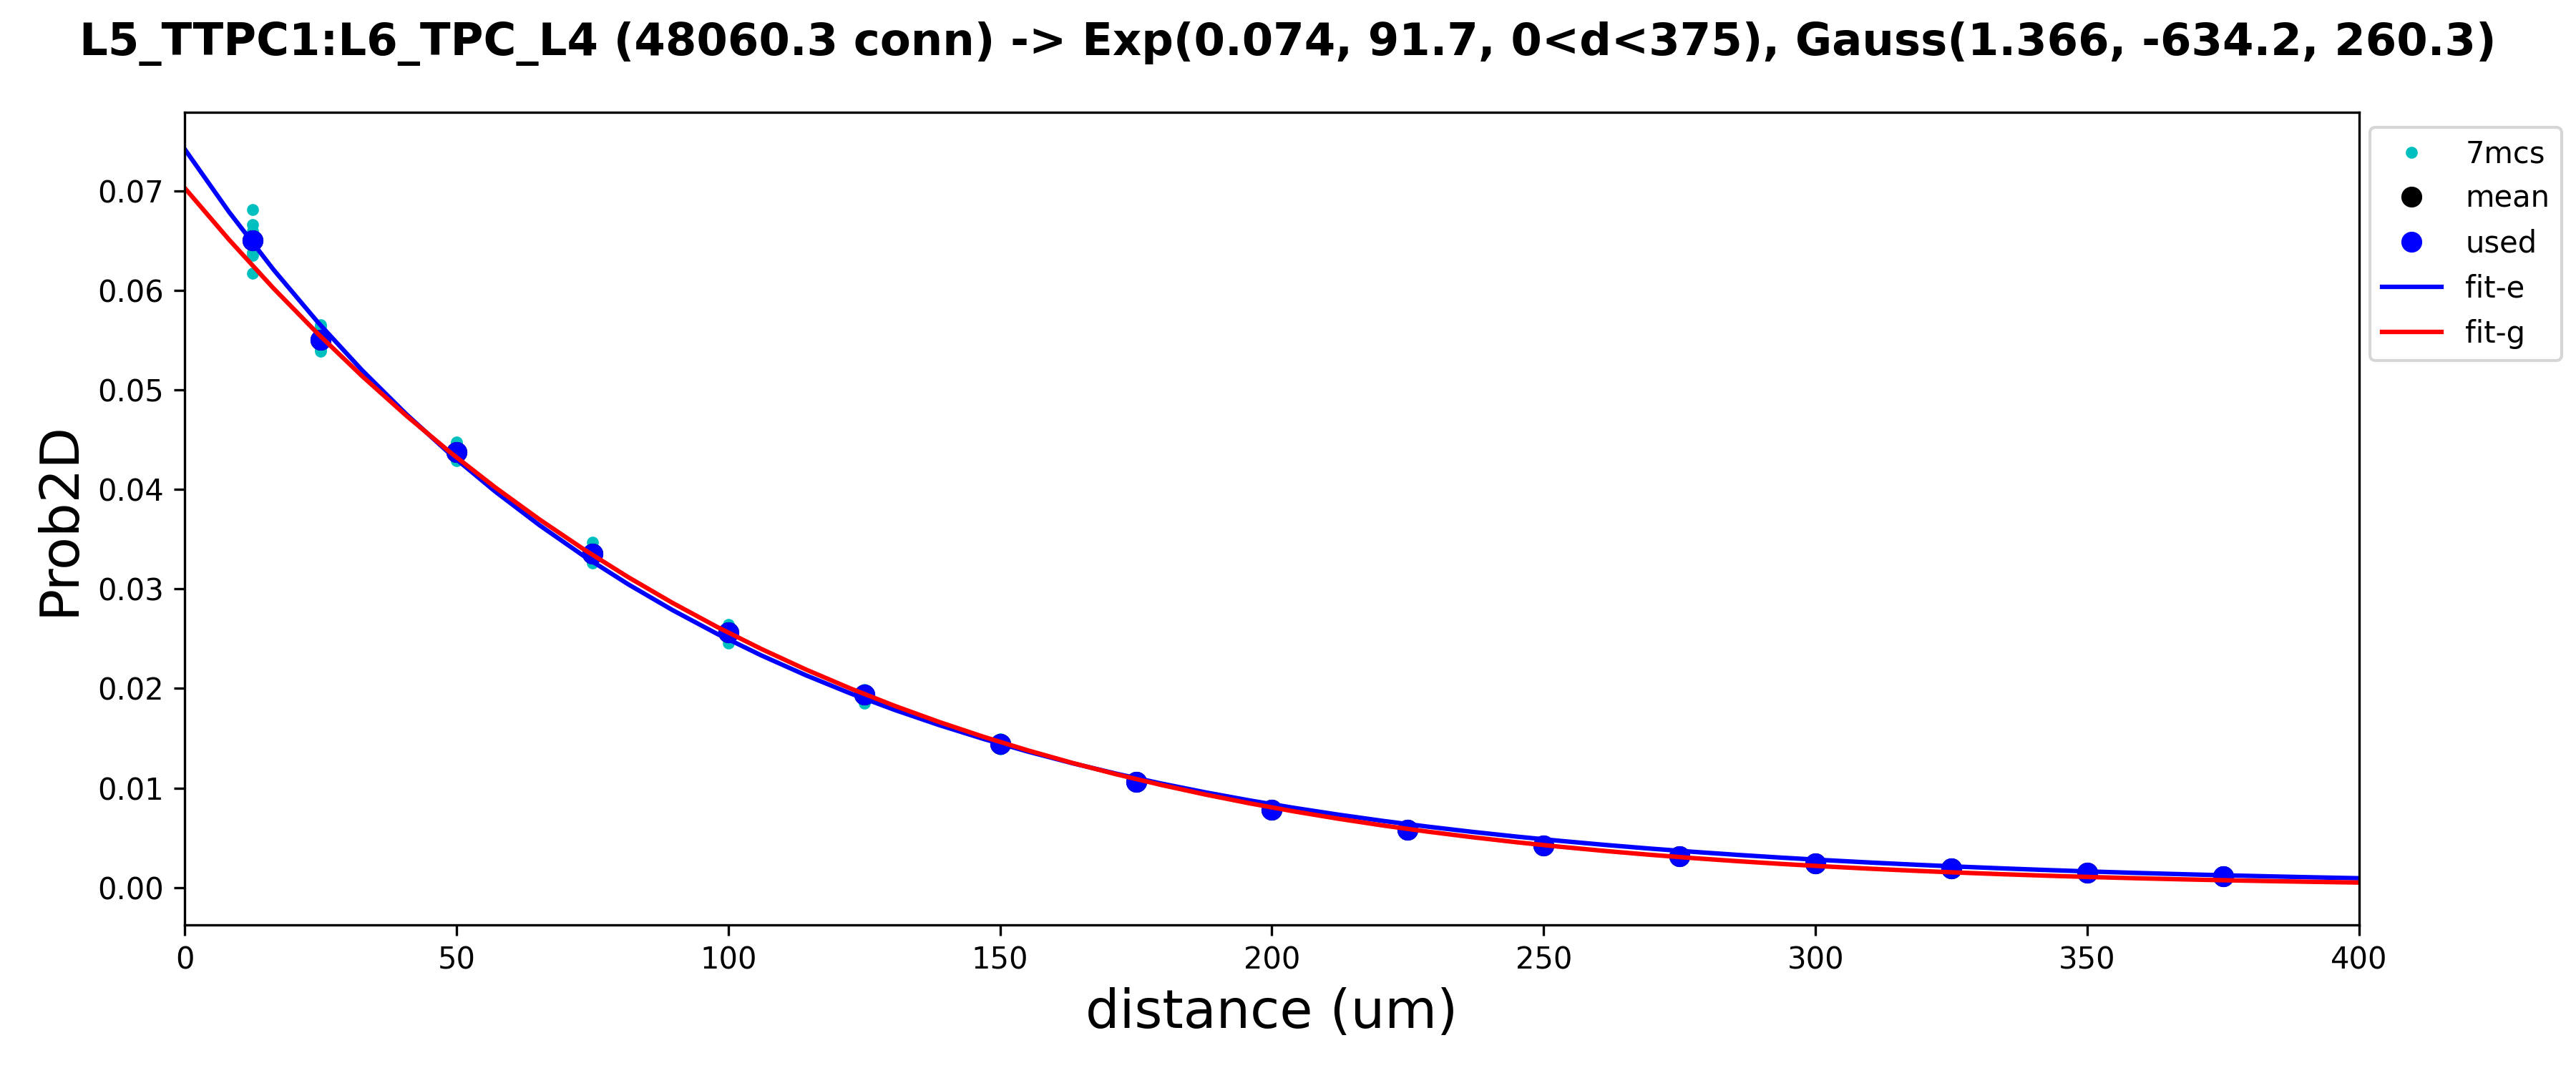 L5_TTPC1:L6_TPC_L4 (48060.3 conn) -> Exp(0.074, 91.7, 0<d<375), Gauss(1.366, -634.2, 260.3)
7mcs
mean
used
fit-e
fit-g
Prob2D
0.07
0.06
0.05
0.04
0.03
0.02
0.01
0.00
0 50 100 150 200 250 300 350 400
distance (um)